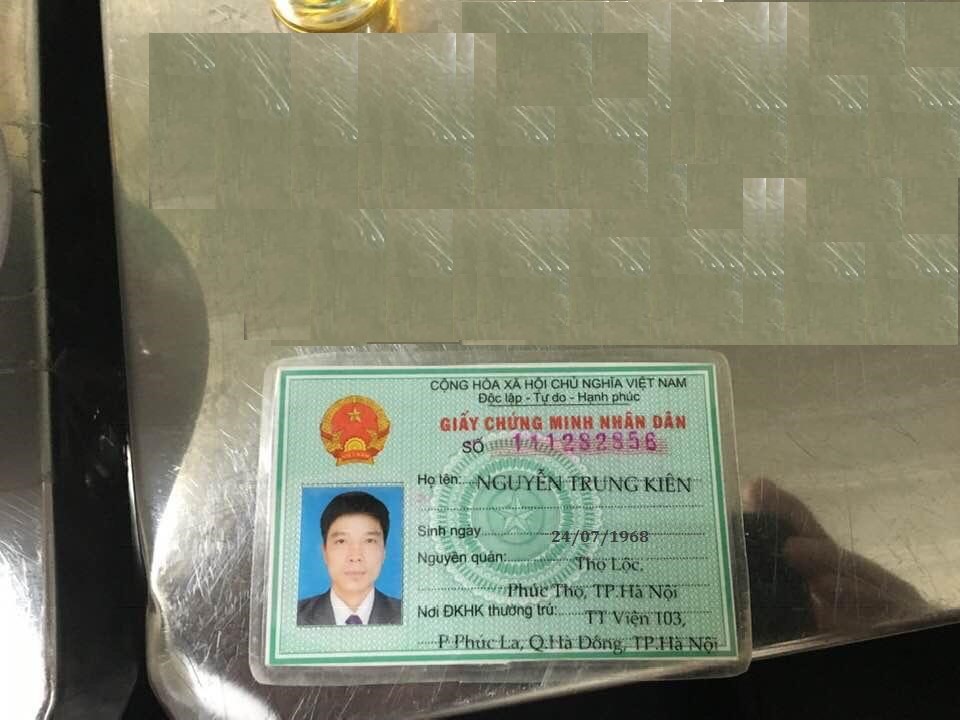 CỘNG HÒA XÃ HỘI CHỦ NGHĨA VIỆT NAM
Độc lập - Tự do - Hạnh phúc
GIẤY CHỨNG MINH NHÂN DÂN
SỐ 111282856
Họ tên: NGUYỄN TRUNG KIÊN
Sinh ngày 24/07/1968
Nguyên quán: Thọ Lộc,
Phúc Thọ, TP.Hà Nội
Nơi ĐKHK thường trú: TT Viện 103,
P Phúc La, Q.Hà Đông, TP.Hà Nội